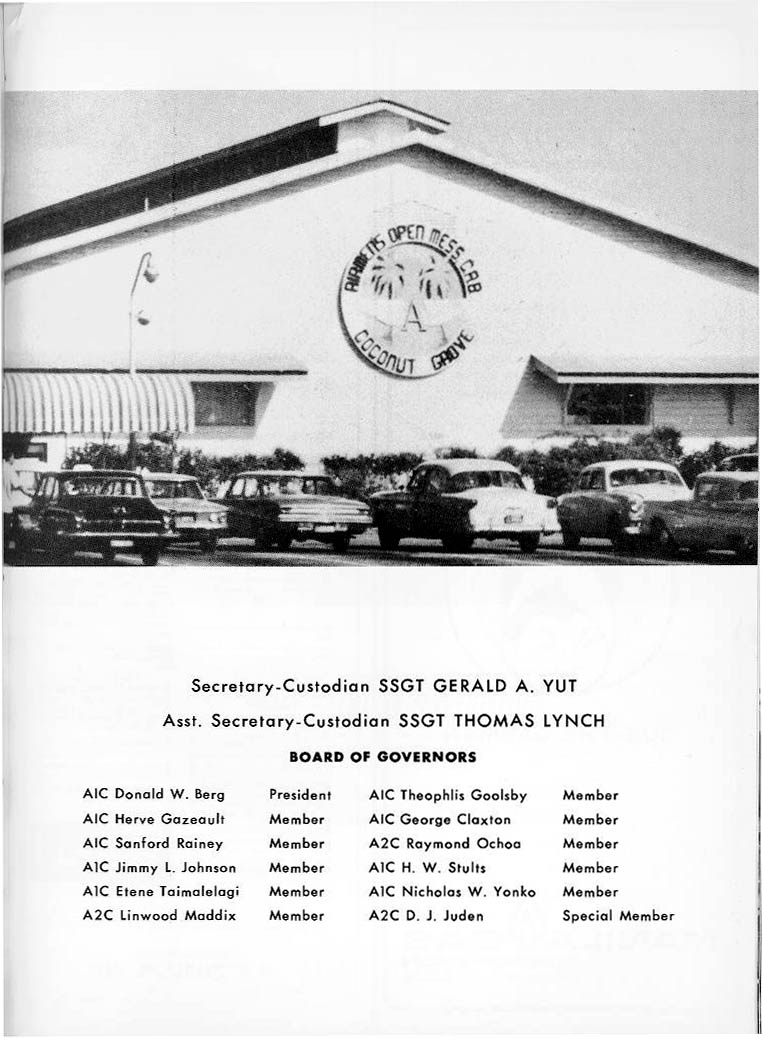 AIRMEN'S OPEN MESS CAB
A
COCONUT GROVE
Secretary-Custodian SSGT GERALD A. YUT
Asst. Secretary-Custodian SSGT THOMAS LYNCH
BOARD OF GOVERNORS
A1C Donald W. Berg President A1C Theophlis Goolsby Member
A1C Herve Gazeault Member A1C George Claxton Member
A1C Sanford Rainey Member A2C Raymond Ochoa Member
A1C Jimmy L. Johnson Member A1C H. W. Stults Member
A1C Etene Taimalelagi Member A1C Nicholas W. Yonko Member
A2C Linwood Maddix Member A2C D. J. Juden Special Member